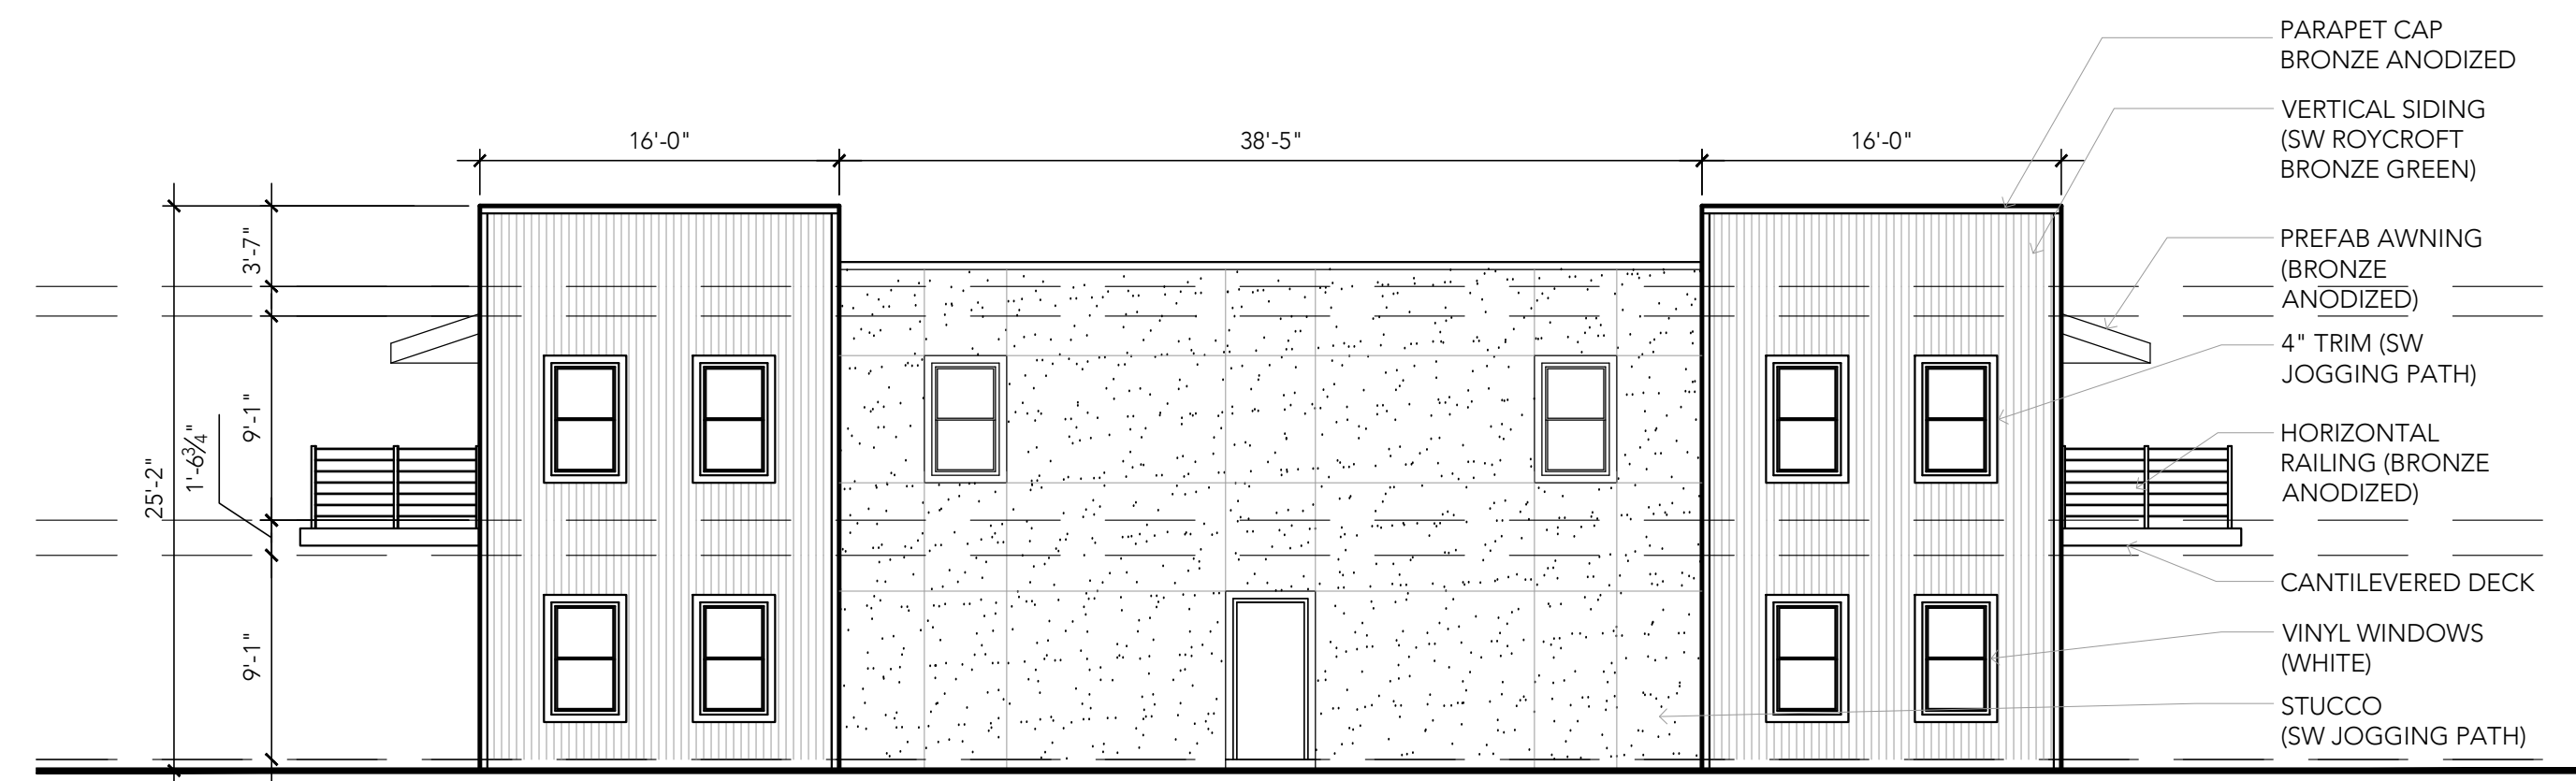 PARAPET CAP
BRONZE ANODIZED
VERTICAL SIDING
(SW ROYCROFT
BRONZE GREEN)
16'-0"
38'-5"
16'-0"
3'-7"
PREFAB AWNING
(BRONZE
ANODIZED)
4" TRIM (SW
JOGGING PATH)
9'-1"
1'-6¾"
25'-2"
HORIZONTAL
RAILING (BRONZE
ANODIZED)
CANTILEVERED DECK
9'-1"
VINYL WINDOWS
(WHITE)
STUCCO
(SW JOGGING PATH)